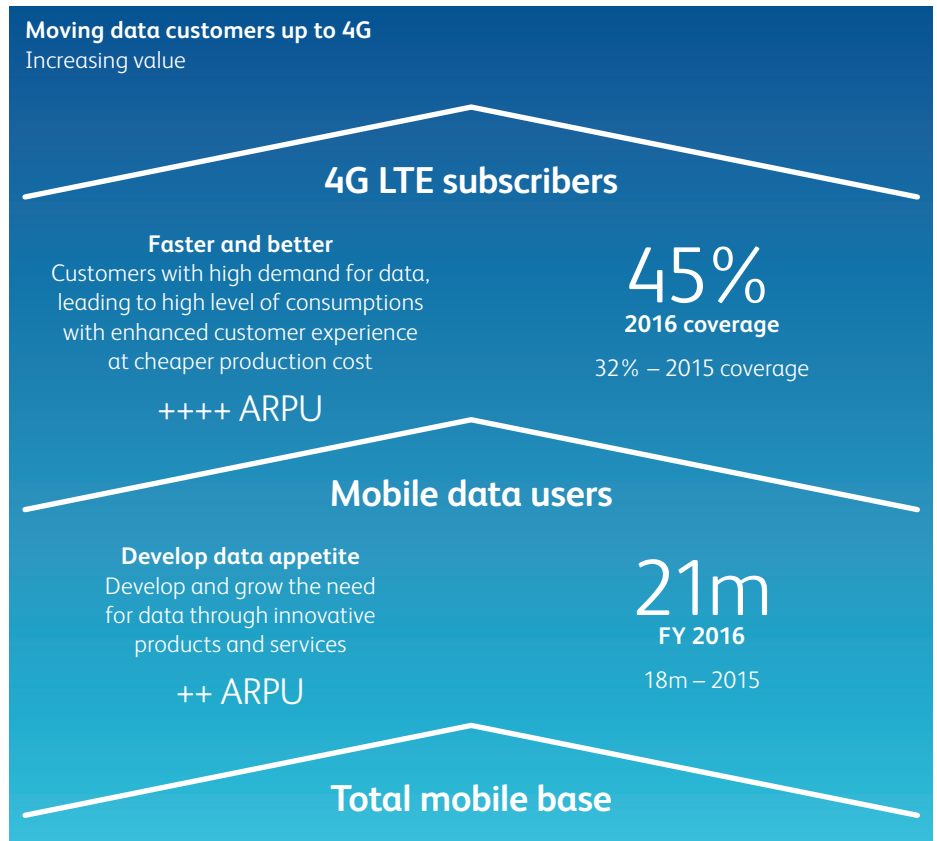 Moving data customers up to 4G
Increasing value
4G LTE subscribers
Faster and better
Customers with high demand for data,
leading to high level of consumptions
with enhanced customer experience
at cheaper production cost
++++ ARPU
45%
2016 coverage
32% – 2015 coverage
Mobile data users
Develop data appetite
Develop and grow the need
for data through innovative
products and services
++ ARPU
21m
FY 2016
18m – 2015
Total mobile base